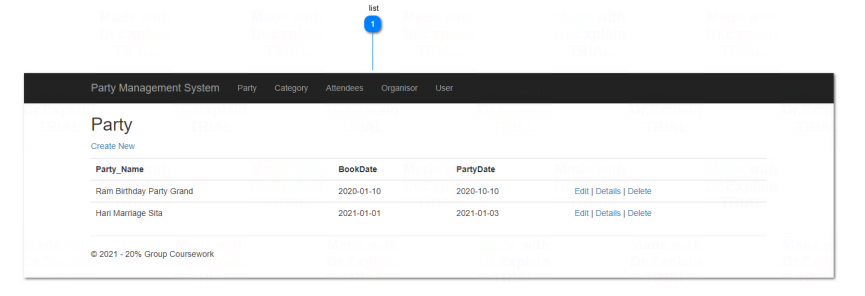 list
1
Party Management System Party Category Attendees Organisor User
Party
Create New
Party_Name BookDate PartyDate
Ram Birthday Party Grand 2020-01-10 2020-10-10 Edit | Details | Delete
Hari Marriage Sita 2021-01-01 2021-01-03 Edit | Details | Delete
© 2021 - 20% Group Coursework